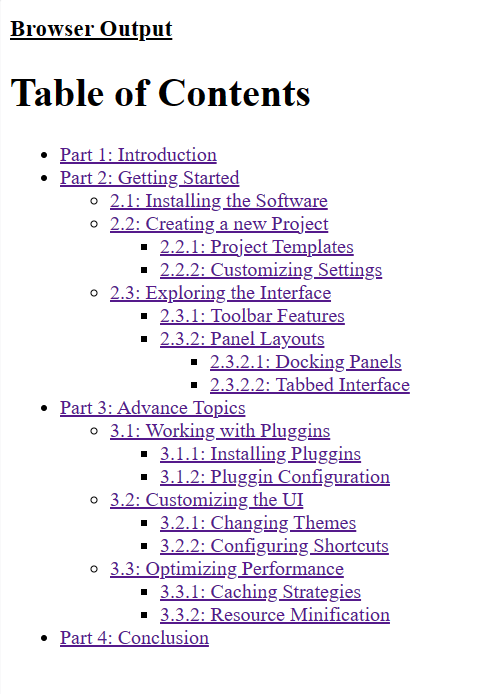 Browser Output
Table of Contents
Part 1: Introduction
Part 2: Getting Started
2.1: Installing the Software
2.2: Creating a new Project
2.2.1: Project Templates
2.2.2: Customizing Settings
2.3: Exploring the Interface
2.3.1: Toolbar Features
2.3.2: Panel Layouts
2.3.2.1: Docking Panels
2.3.2.2: Tabbed Interface
Part 3: Advance Topics
3.1: Working with Pluggins
3.1.1: Installing Pluggins
3.1.2: Pluggin Configuration
3.2: Customizing the UI
3.2.1: Changing Themes
3.2.2: Configuring Shortcuts
3.3: Optimizing Performance
3.3.1: Caching Strategies
3.3.2: Resource Minification
Part 4: Conclusion